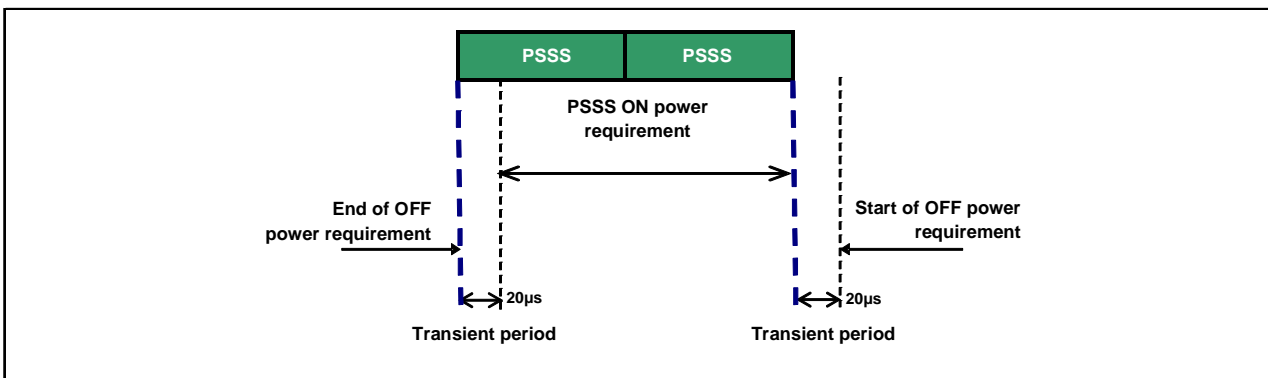 PSSS PSSS
PSSS ON power
requirement
End of OFF
power requirement
Start of OFF power
requirement
20µs
20µs
Transient period
Transient period